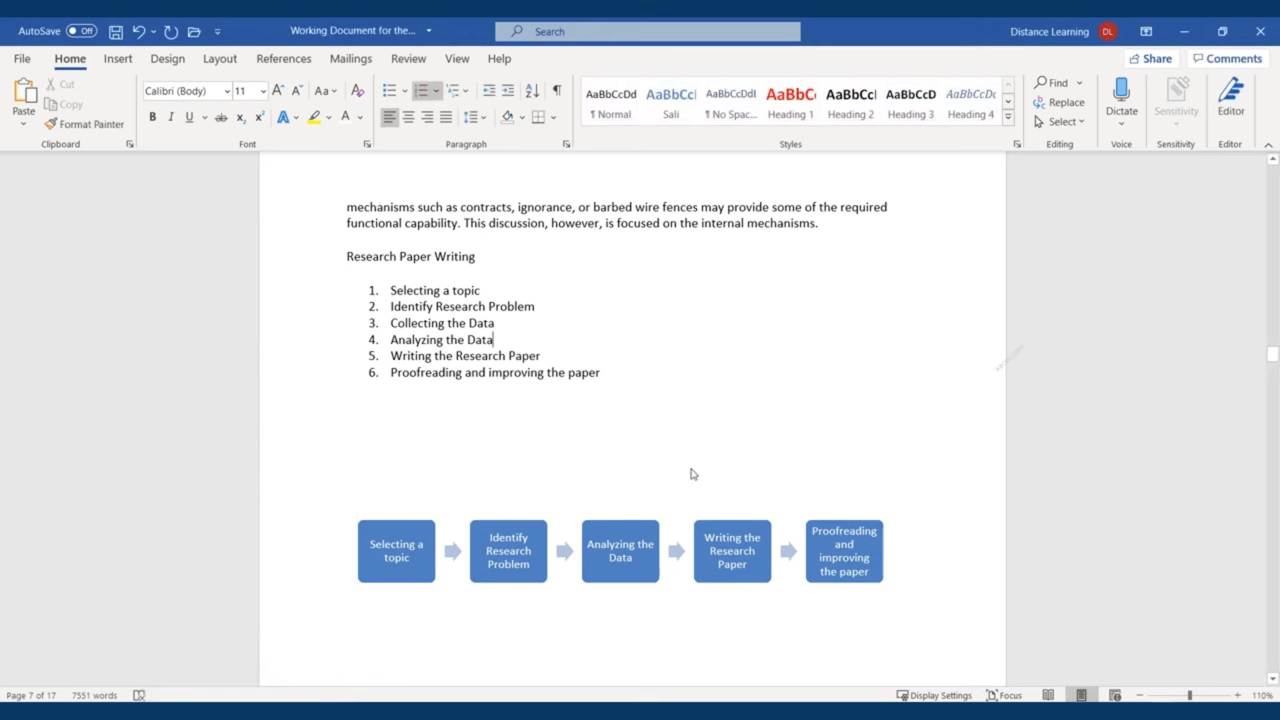 AutoSave Off Working Document for the... Search Distance Learning DL
File Home Insert Design Layout References Mailings Review View Help Share Comments
Paste Cut Copy Format Painter
Calibri (Body) 11 Aa
AaBbCcDd AaBbCc AaBbCcDdI AaBbC AaBbCcI AaBbCcD AaBbCcDc
¶ Normal Sali ¶ No Spac... Heading 1 Heading 2 Heading 3 Heading 4
Find Replace Select Dictate Sensitivity Editor
Clipboard Font Paragraph Styles Editing Voice Sensitivity Editor
mechanisms such as contracts, ignorance, or barbed wire fences may provide some of the required
functional capability. This discussion, however, is focused on the internal mechanisms.
Research Paper Writing
1. Selecting a topic
2. Identify Research Problem
3. Collecting the Data
4. Analyzing the Data
5. Writing the Research Paper
6. Proofreading and improving the paper
Selecting a
topic
Identify
Research
Problem
Analyzing the
Data
Writing the
Research
Paper
Proofreading
and
improving
the paper
Page 7 of 17 7551 words Display Settings Focus 110%